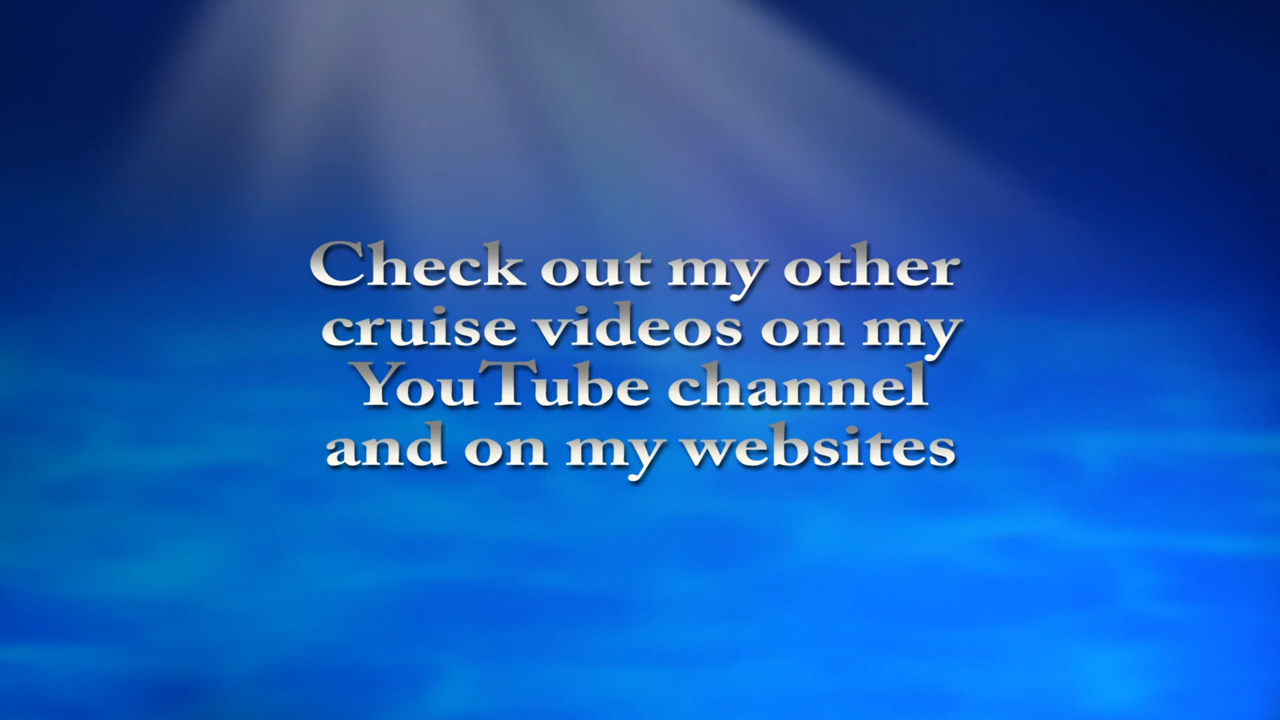 Check out my other
cruise videos on my
YouTube channel
and on my websites